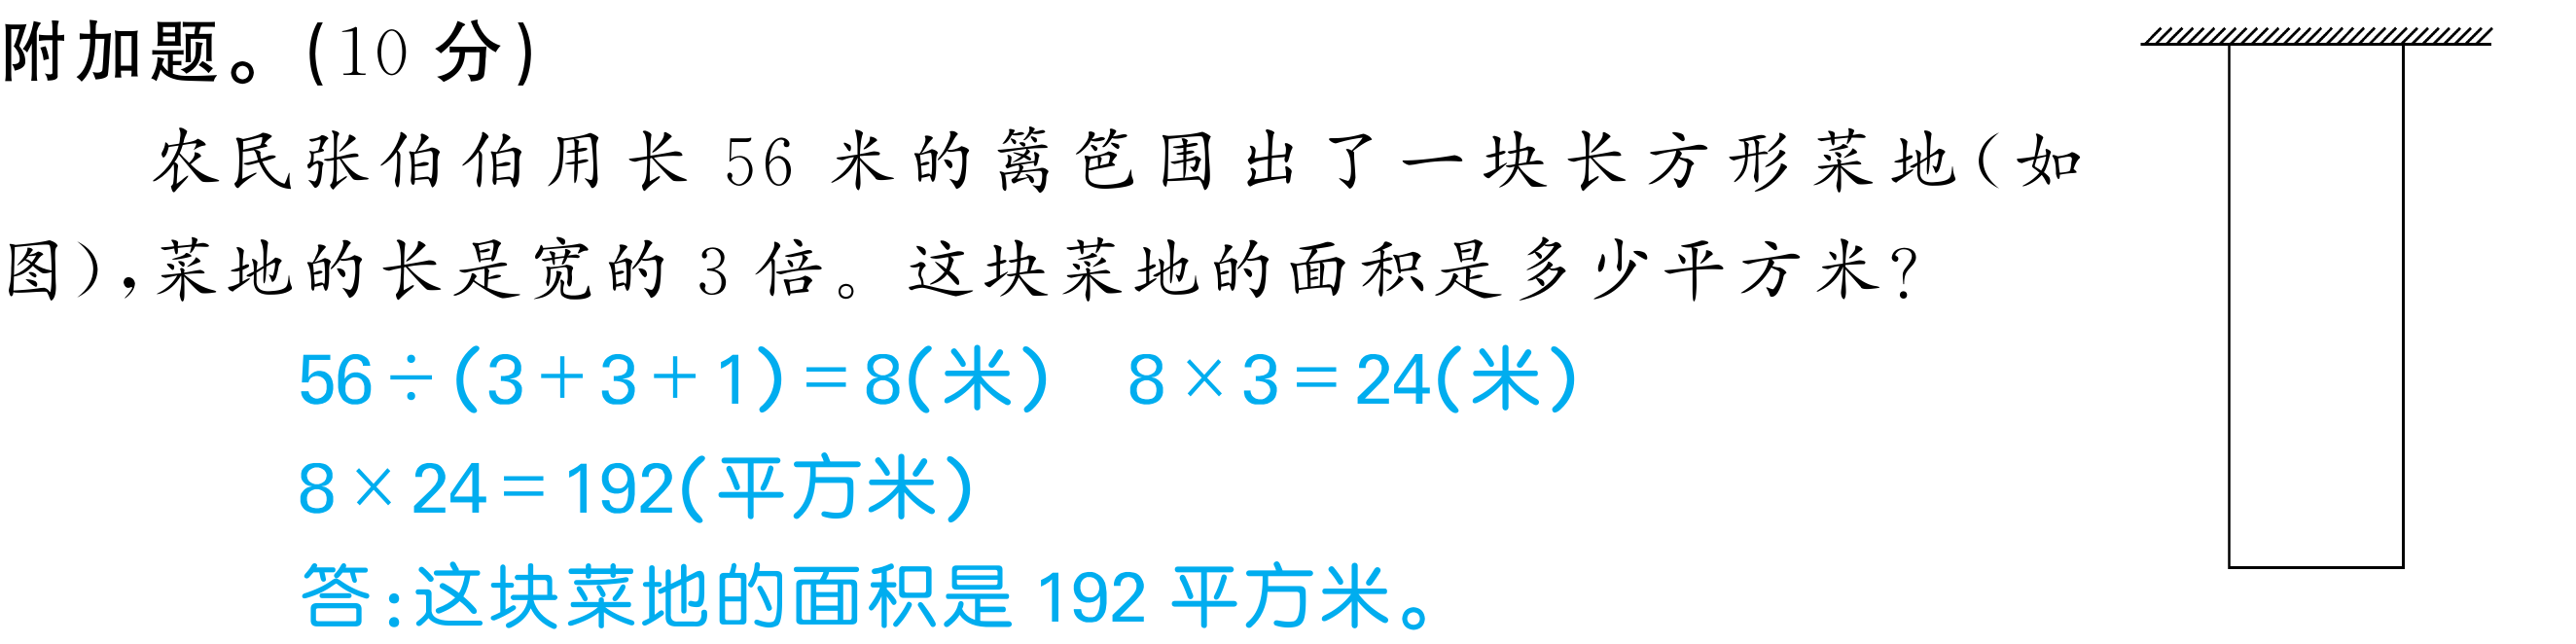 附加题。(10 分)
农民张伯伯用长 56 米的篱笆围出了一块长方形菜地(如
图),菜地的长是宽的 3 倍。这块菜地的面积是多少平方米?
56÷(3+3+1)=8(米) 8×3=24(米)
8×24=192(平方米)
答:这块菜地的面积是 192 平方米。